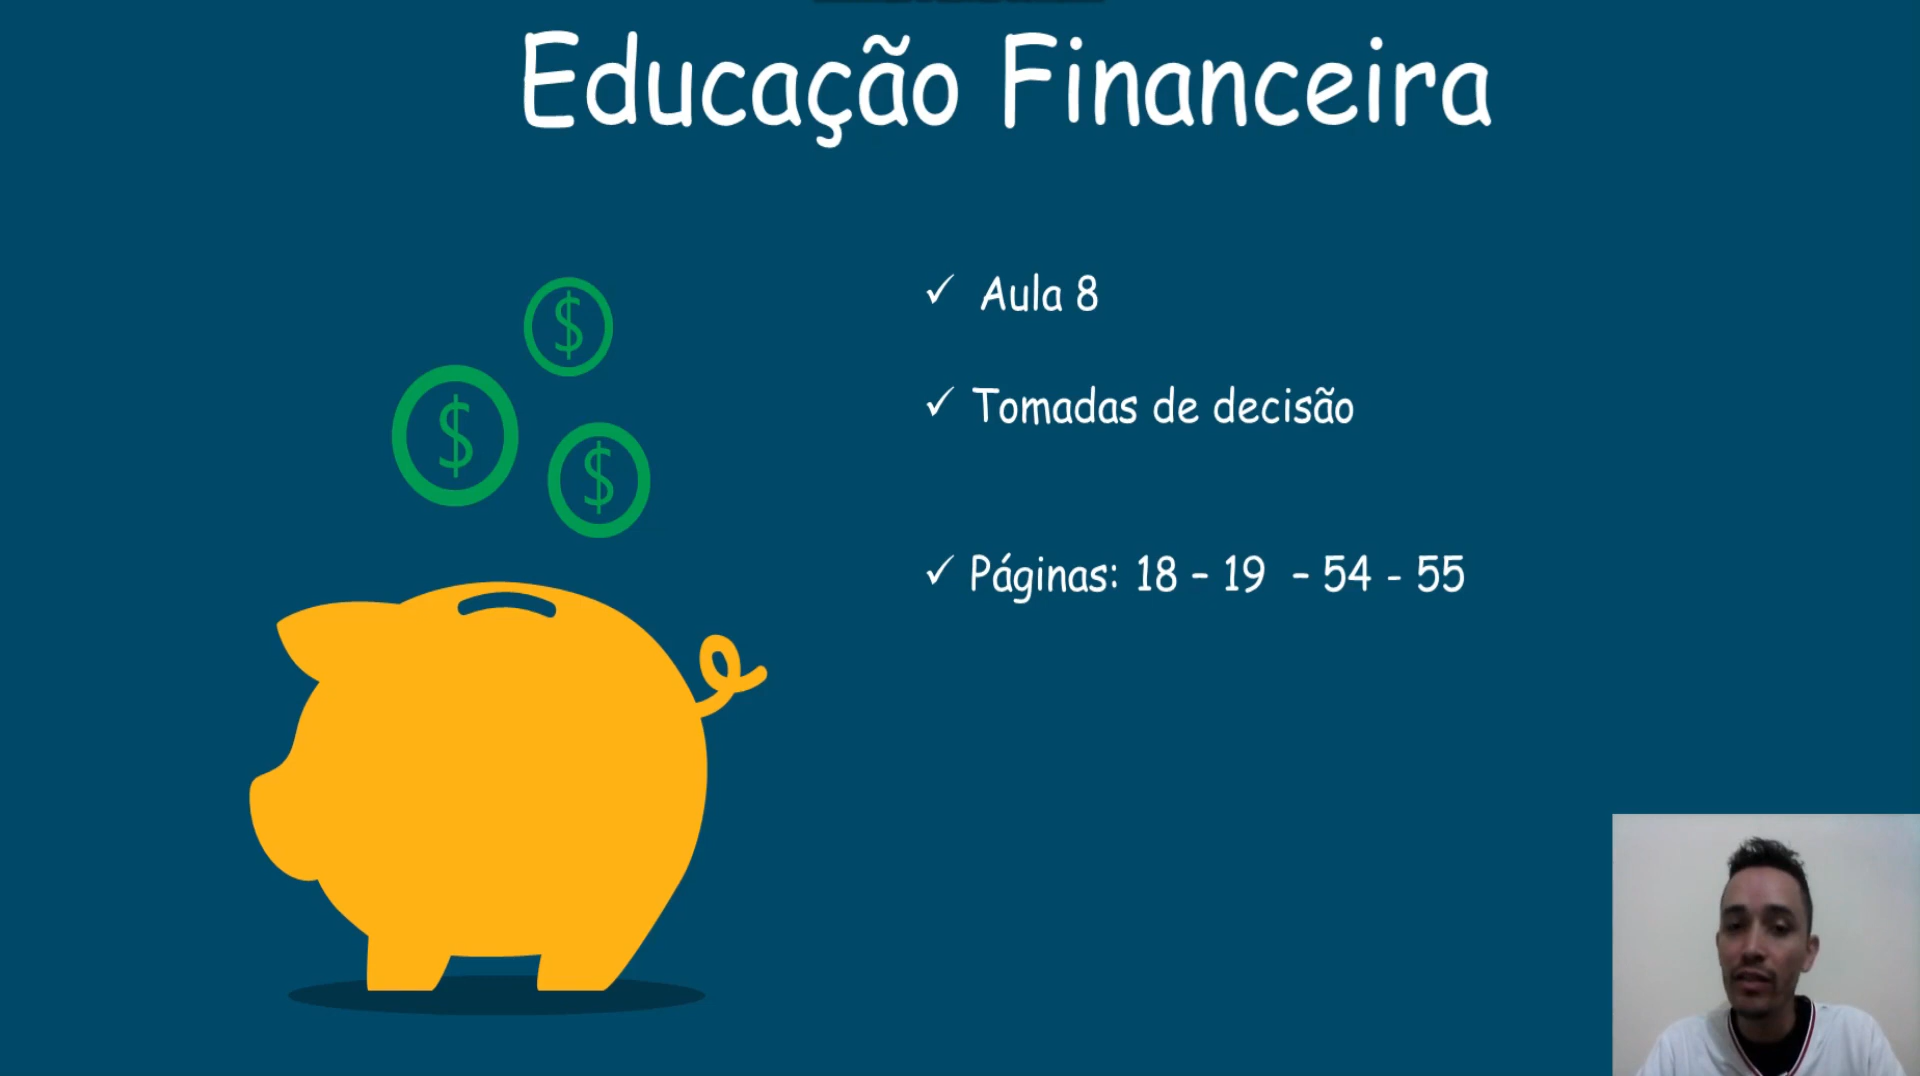 Educação Financeira
$
$
$
✓ Aula 8
✓ Tomadas de decisão
✓ Páginas: 18 - 19 - 54 - 55